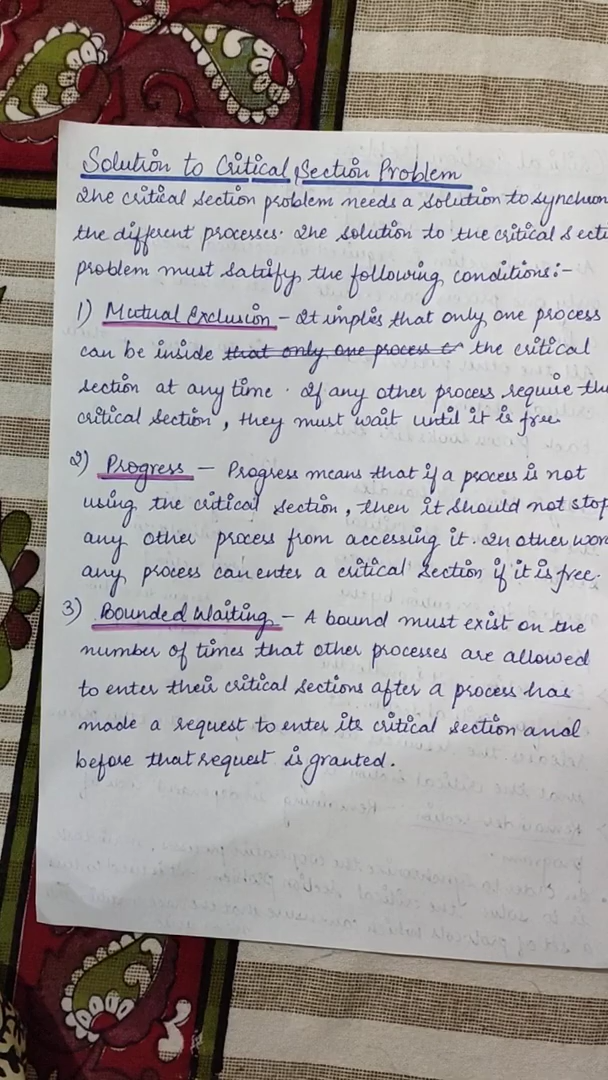 Solution to Critical Section Problem
The critical section problem needs a solution to synchron
the different processes. The solution to the critical secti
problem must satisfy the following conditions:-
1) Mutual Exclusion - It implies that only one process
can be inside that only one process cr the critical
section at any time. If any other process require the
critical section, they must wait until it is free
2) Progress - Progress means that if a process is not
using the critical section, then it should not stop
any other process from accessing it. In other wor
any process can enter a critical section if it is free.
3) Bounded Waiting - A bound must exist on the
number of times that other processes are allowed
to enter their critical sections after a process has
made a request to enter its critical section and
before that request is granted.